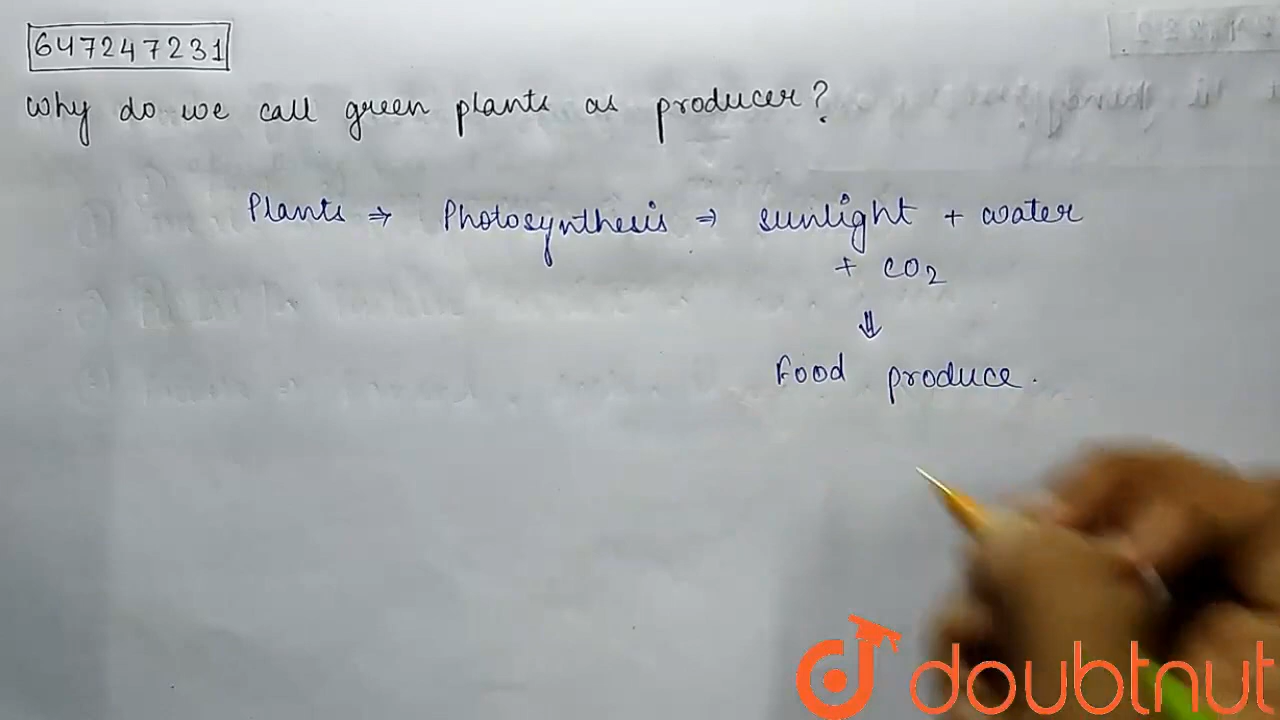 647247231
Why do we call green plants as producer?
Plants ⇒ Photosynthesis ⇒ sunlight + water
+ CO2
⇓
Food produce.
doubtnut